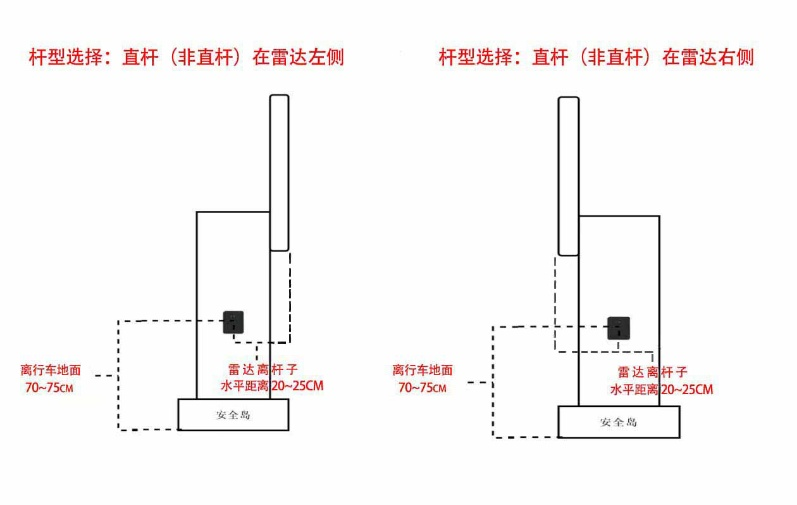 杆型选择：直杆（非直杆）在雷达左侧
杆型选择：直杆（非直杆）在雷达右侧
离行车地面
70~75CM
雷达离杆子
水平距离20~25CM
安全岛
离行车地面
70~75CM
雷达离杆子
水平距离20~25CM
安全岛